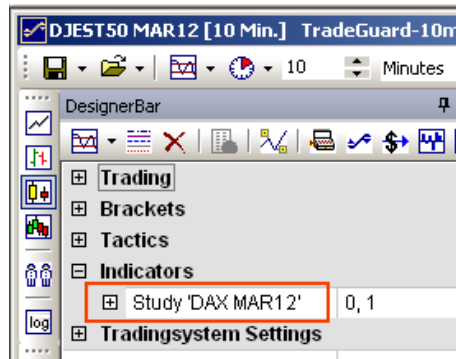 DJEST50 MAR12 [10 Min.] TradeGuard-10m
10 Minutes
DesignerBar
Trading
Brackets
Tactics
Indicators
Study 'DAX MAR12' 0, 1
log
Tradingsystem Settings